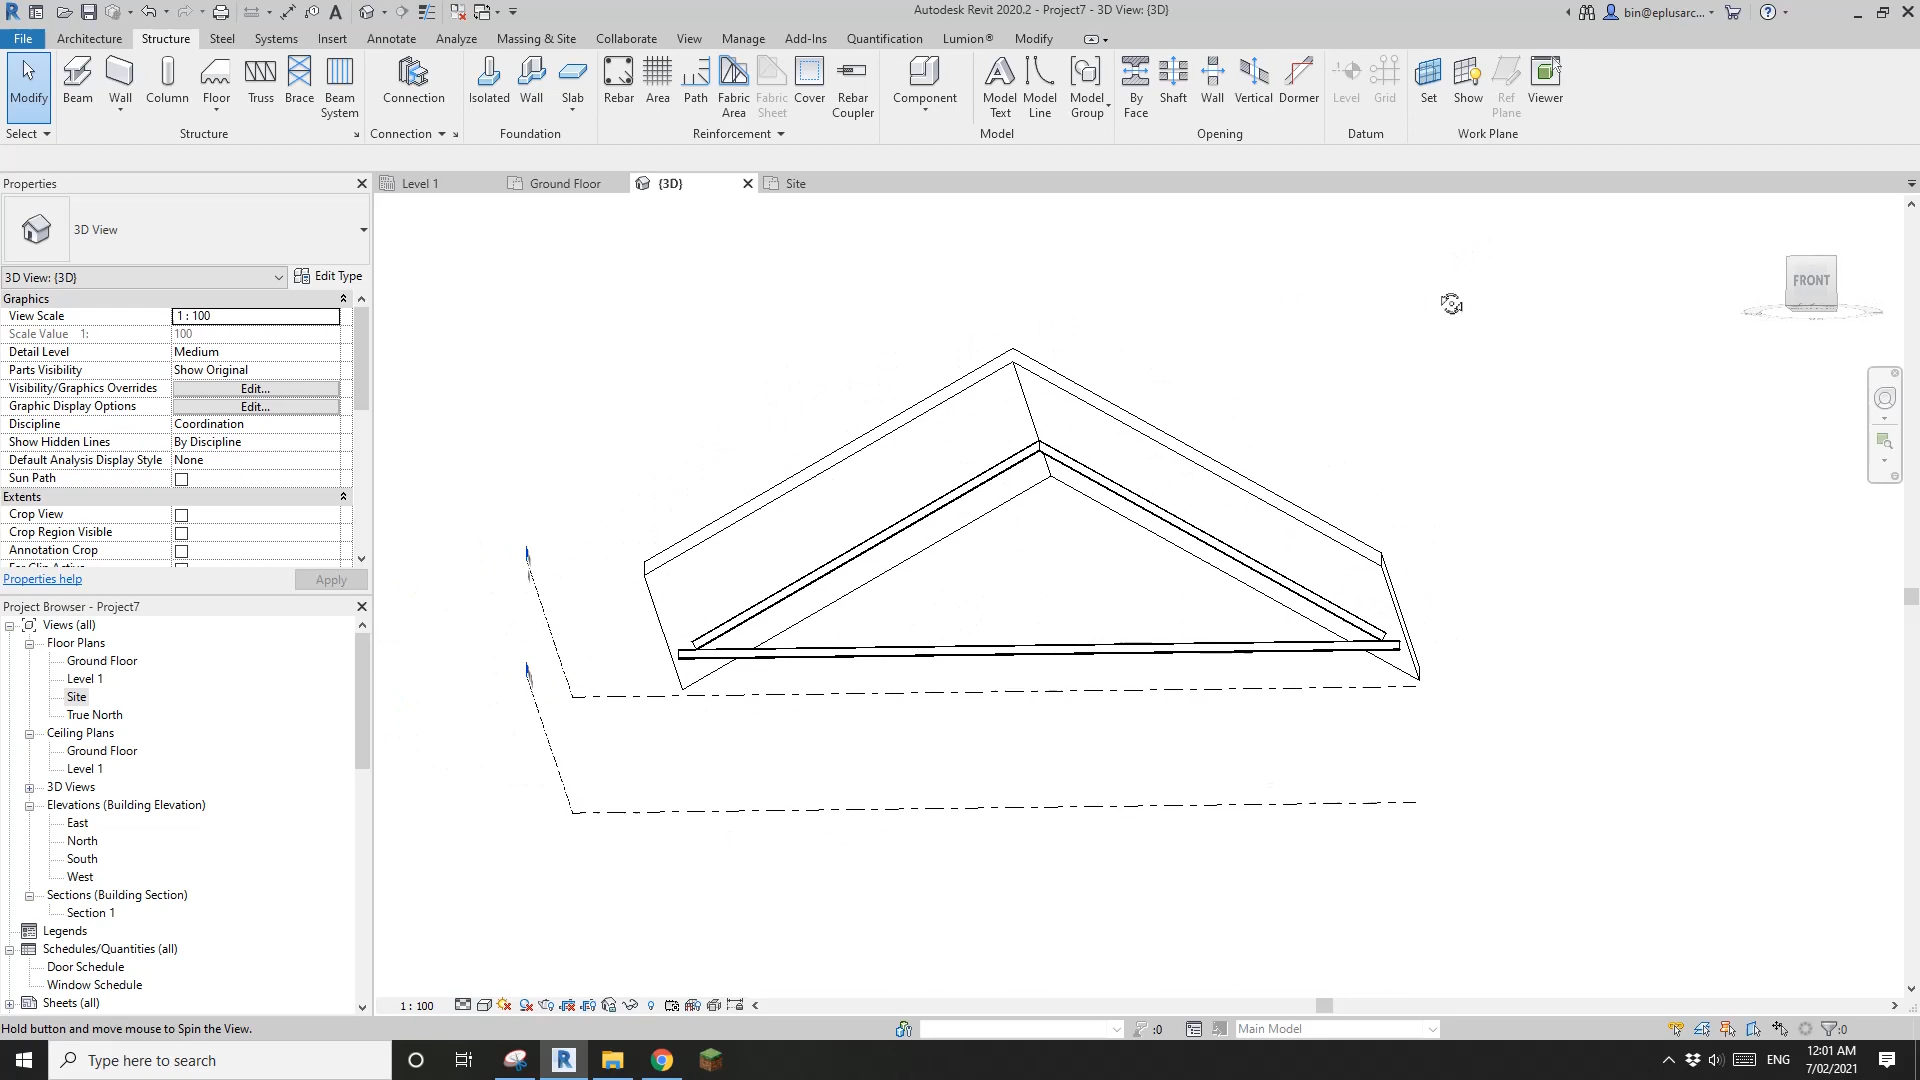 Autodesk Revit 2020.2 - Project7 - 3D View: {3D}
bin@eplusarc...
File Architecture Structure Steel Systems Insert Annotate Analyze Massing & Site Collaborate View Manage Add-Ins Quantification Lumion® Modify
Modify Beam Wall Column Floor Truss Brace Beam System Connection Isolated Wall Slab Rebar Area Path Fabric Area Fabric Sheet Cover Rebar Coupler Component Model Text Model Line Model Group By Face Shaft Wall Vertical Dormer Level Grid Set Show Ref Plane Viewer
Select Structure Connection Foundation Reinforcement Model Opening Datum Work Plane
Properties
Level 1 Ground Floor {3D} Site
3D View
3D View: {3D} Edit Type
Graphics
View Scale 1 : 100
Scale Value 1: 100
Detail Level Medium
Parts Visibility Show Original
Visibility/Graphics Overrides Edit...
Graphic Display Options Edit...
Discipline Coordination
Show Hidden Lines By Discipline
Default Analysis Display Style None
Sun Path
Extents
Crop View
Crop Region Visible
Annotation Crop
Properties help Apply
FRONT
Project Browser - Project7
Views (all)
Floor Plans
Ground Floor
Level 1
Site
True North
Ceiling Plans
Ground Floor
Level 1
3D Views
Elevations (Building Elevation)
East
North
South
West
Sections (Building Section)
Section 1
Legends
Schedules/Quantities (all)
Door Schedule
Window Schedule
Sheets (all)
1 : 100
Hold button and move mouse to Spin the View.
:0
Main Model
:0
Type here to search
ENG
12:01 AM
7/02/2021